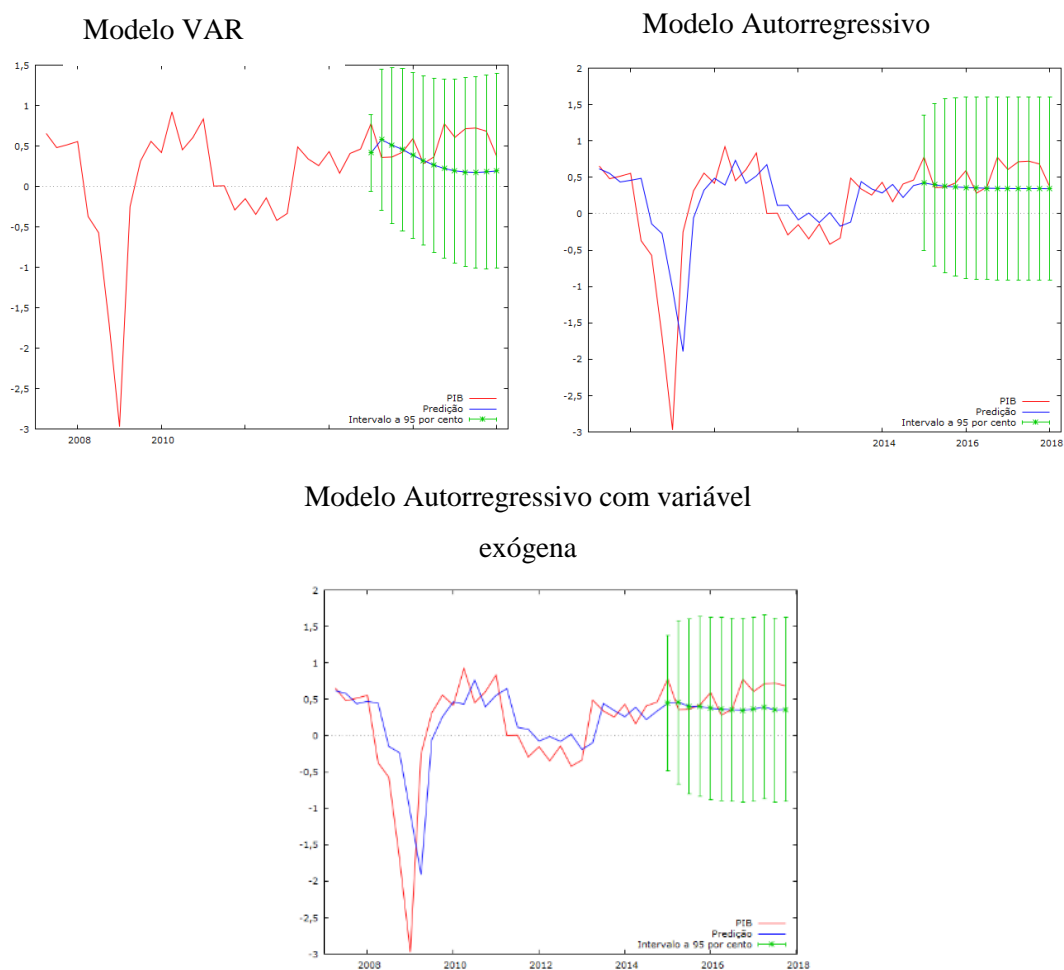 Modelo VAR
1,5
1
0,5
0
-0,5
-1
-1,5
-2
-2,5
-3
2008 2010
PIB
Predição
Intervalo a 95 por cento
Modelo Autorregressivo
2
1,5
1
0,5
0
-0,5
-1
-1,5
-2
-2,5
-3
2014 2016 2018
PIB
Predição
Intervalo a 95 por cento
Modelo Autorregressivo com variável
exógena
2
1,5
1
0,5
0
-0,5
-1
-1,5
-2
-2,5
-3
2008 2010 2012 2014 2016 2018
PIB
Predição
Intervalo a 95 por cento